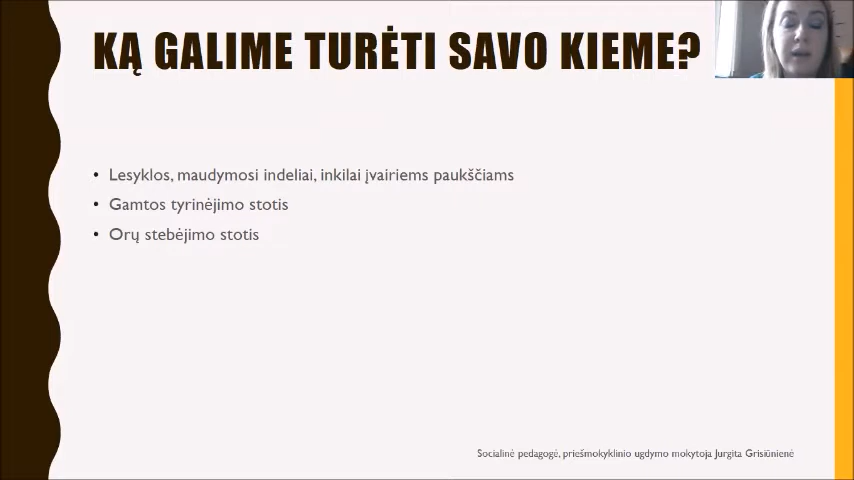 KĄ GALIME TURĖTI SAVO KIEME?
• Lesyklos, maudymosi indeliai, inkilai įvairiems paukščiams
• Gamtos tyrinėjimo stotis
• Orų stebėjimo stotis
Socialinė pedagogė, priešmokyklinio ugdymo mokytoja Jurgita Grisiūnienė